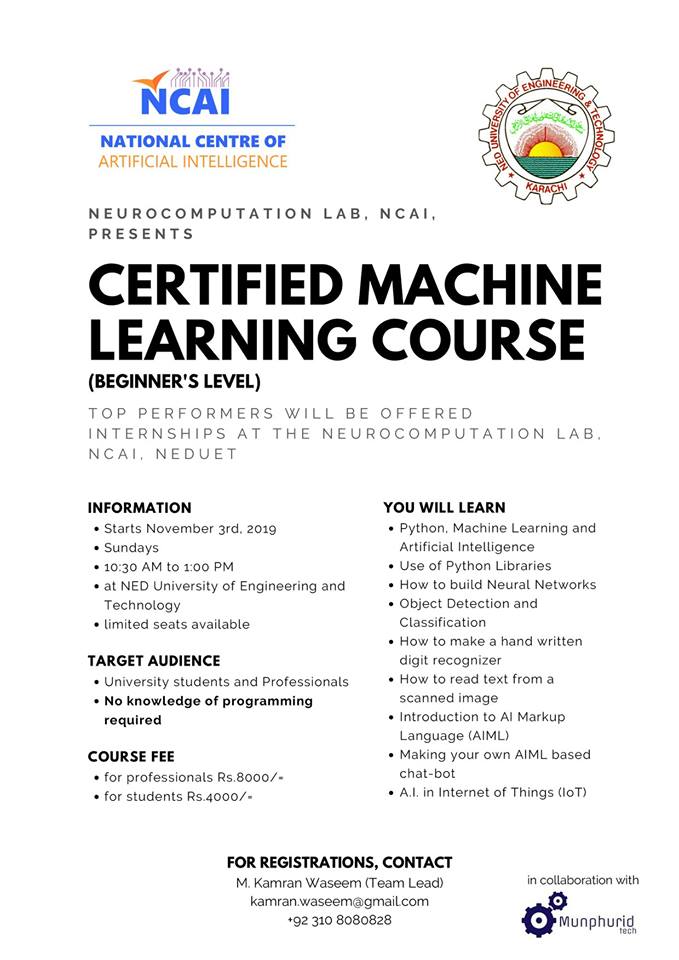 NCAI
NATIONAL CENTRE OF
ARTIFICIAL INTELLIGENCE
NED UNIVERSITY OF ENGINEERING & TECHNOLOGY
KARACHI
NEUROCOMPUTATION LAB, NCAI,
PRESENTS
CERTIFIED MACHINE
LEARNING COURSE
(BEGINNER'S LEVEL)
TOP PERFORMERS WILL BE OFFERED
INTERNSHIPS AT THE NEUROCOMPUTATION LAB,
NCAI, NEDUET
INFORMATION
• Starts November 3rd, 2019
• Sundays
• 10:30 AM to 1:00 PM
• at NED University of Engineering and
Technology
• limited seats available
TARGET AUDIENCE
• University students and Professionals
• No knowledge of programming
required
COURSE FEE
• for professionals Rs.8000/=
• for students Rs.4000/=
YOU WILL LEARN
• Python, Machine Learning and
Artificial Intelligence
• Use of Python Libraries
• How to build Neural Networks
• Object Detection and
Classification
• How to make a hand written
digit recognizer
• How to read text from a
scanned image
• Introduction to AI Markup
Language (AIML)
• Making your own AIML based
chat-bot
• A.I. in Internet of Things (IoT)
FOR REGISTRATIONS, CONTACT
M. Kamran Waseem (Team Lead)
kamran.waseem@gmail.com
+92 310 8080828
in collaboration with
Munphurid
tech